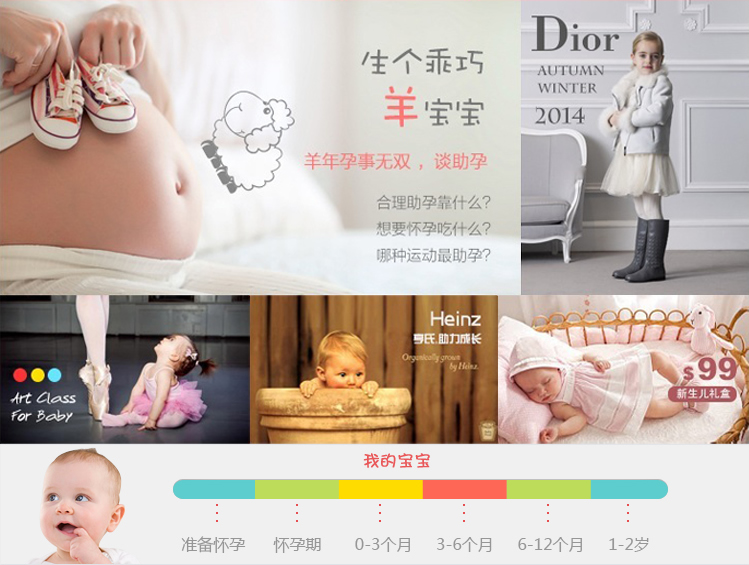 生个乖巧
羊宝宝
羊年孕事无双，谈助孕
合理助孕靠什么?
想要怀孕吃什么?
哪种运动最助孕?
Dior
AUTUMN
WINTER
2014
Art Class
For Baby
Heinz
亨氏.助力成长
Organically grown
by Heinz.
$99
新生儿礼盒
我的宝宝
准备怀孕
怀孕期
0-3个月
3-6个月
6-12个月
1-2岁